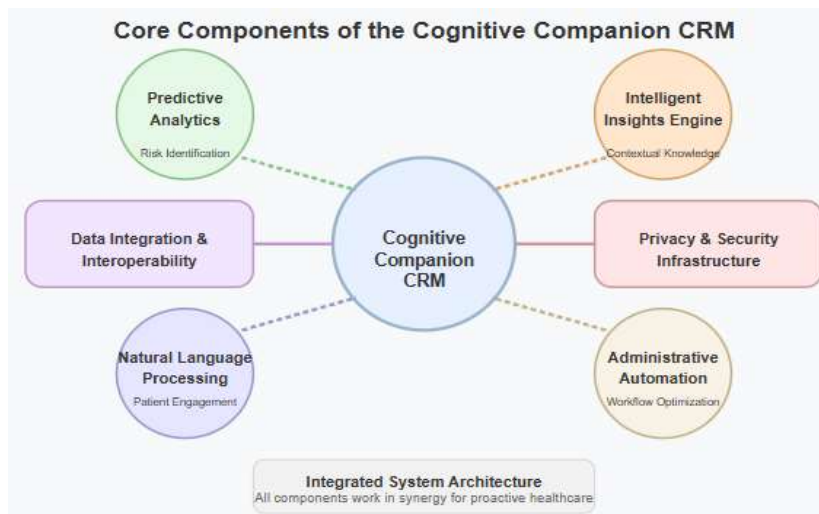 Core Components of the Cognitive Companion CRM
Predictive
Analytics
Risk Identification
Intelligent
Insights Engine
Contextual Knowledge
Data Integration &
Interoperability
Cognitive
Companion
CRM
Privacy & Security
Infrastructure
Natural Language
Processing
Patient Engagement
Administrative
Automation
Workflow Optimization
Integrated System Architecture
All components work in synergy for proactive healthcare